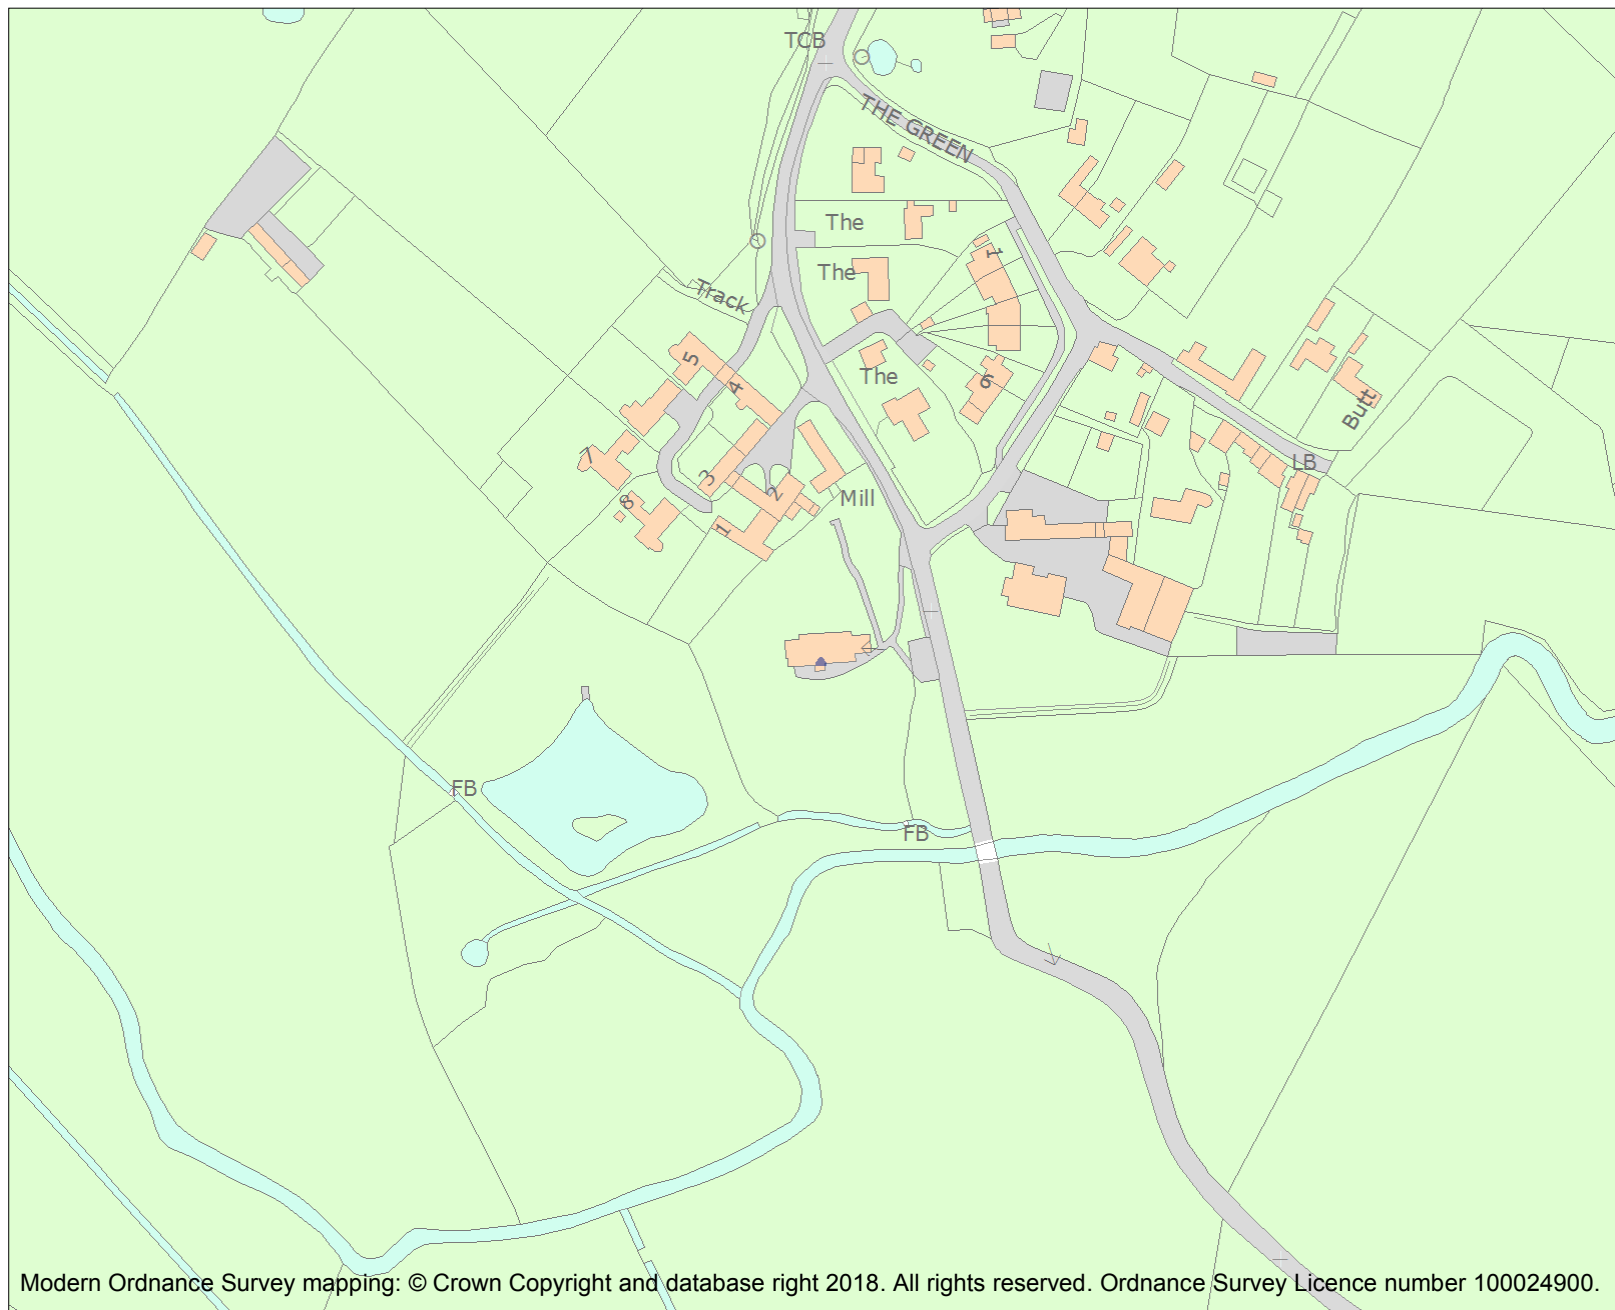 TCB
THE GREEN
The
1
The
Track
5
The
6
4
Butt
7
3
LB
2
Mill
8
1
FB
FB
Modern Ordnance Survey mapping: © Crown Copyright and database right 2018. All rights reserved. Ordnance Survey Licence number 100024900.